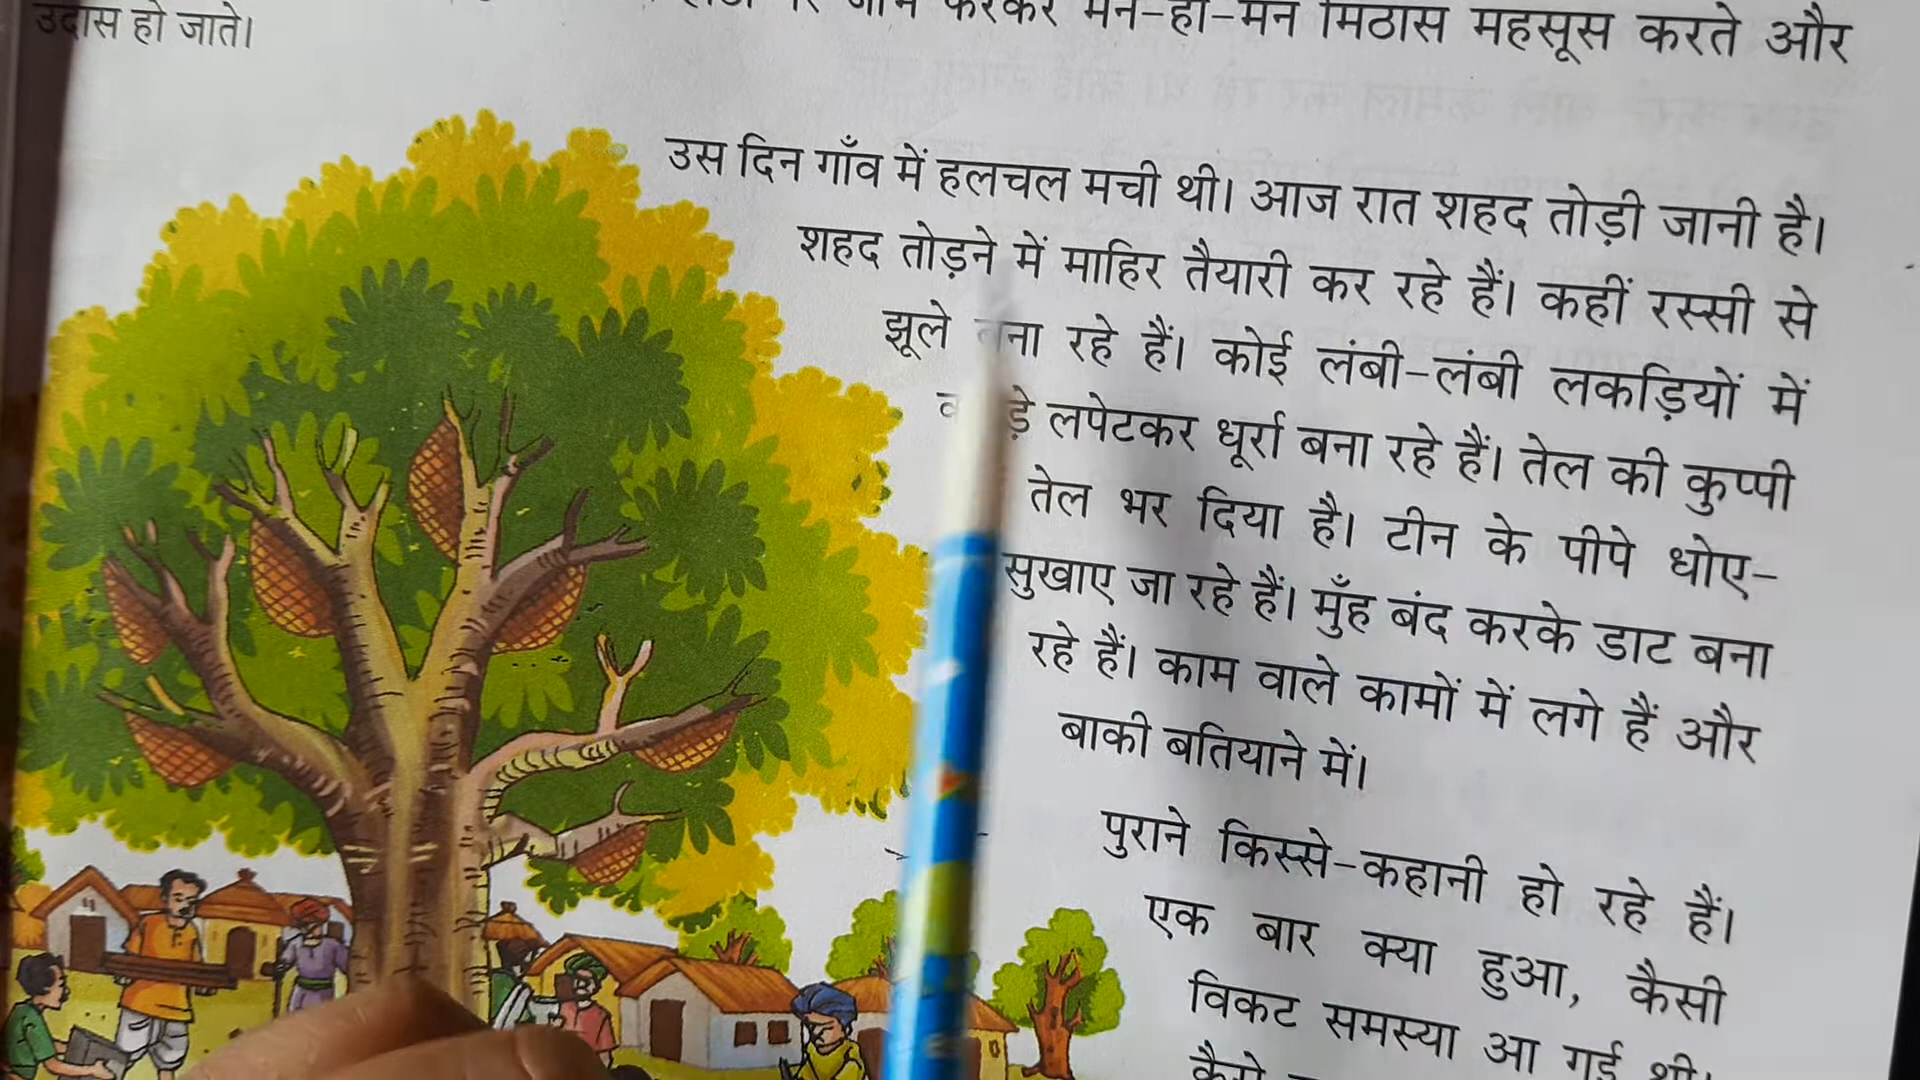 जीभ फेरकर मन-ही-मन मिठास महसूस करते और
उदास हो जाते।
उस दिन गाँव में हलचल मची थी। आज रात शहद तोड़ी जानी है।
शहद तोड़ने में माहिर तैयारी कर रहे हैं। कहीं रस्सी से
झूले बना रहे हैं। कोई लंबी-लंबी लकड़ियों में
लपेटकर धूर्रा बना रहे हैं। तेल की कुप्पी
तेल भर दिया है। टीन के पीपे धोए-
सुखाए जा रहे हैं। मुँह बंद करके डाट बना
रहे हैं। काम वाले कामों में लगे हैं और
बाकी बतियाने में।
पुराने किस्से-कहानी हो रहे हैं।
एक बार क्या हुआ, कैसी
विकट समस्या आ गई थी।
कैसे